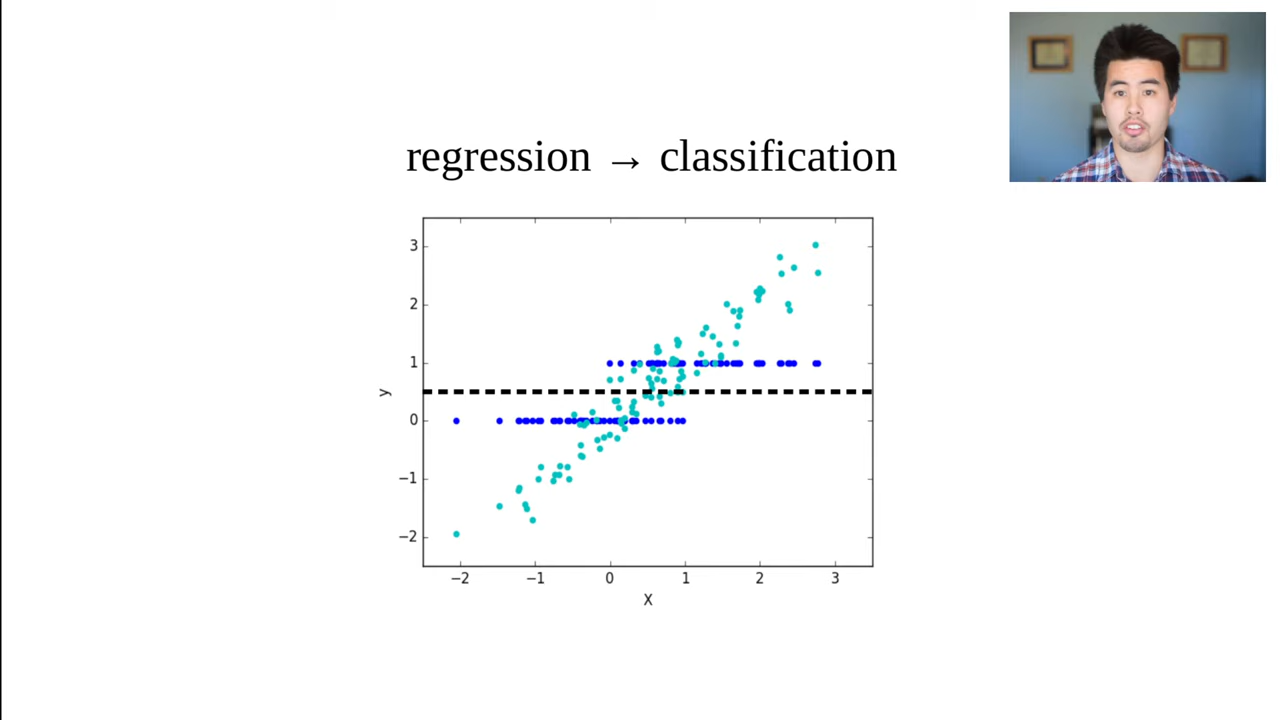 regression → classification
3
2
1
0
−1
−2
y
−2 −1 0 1 2 3
X